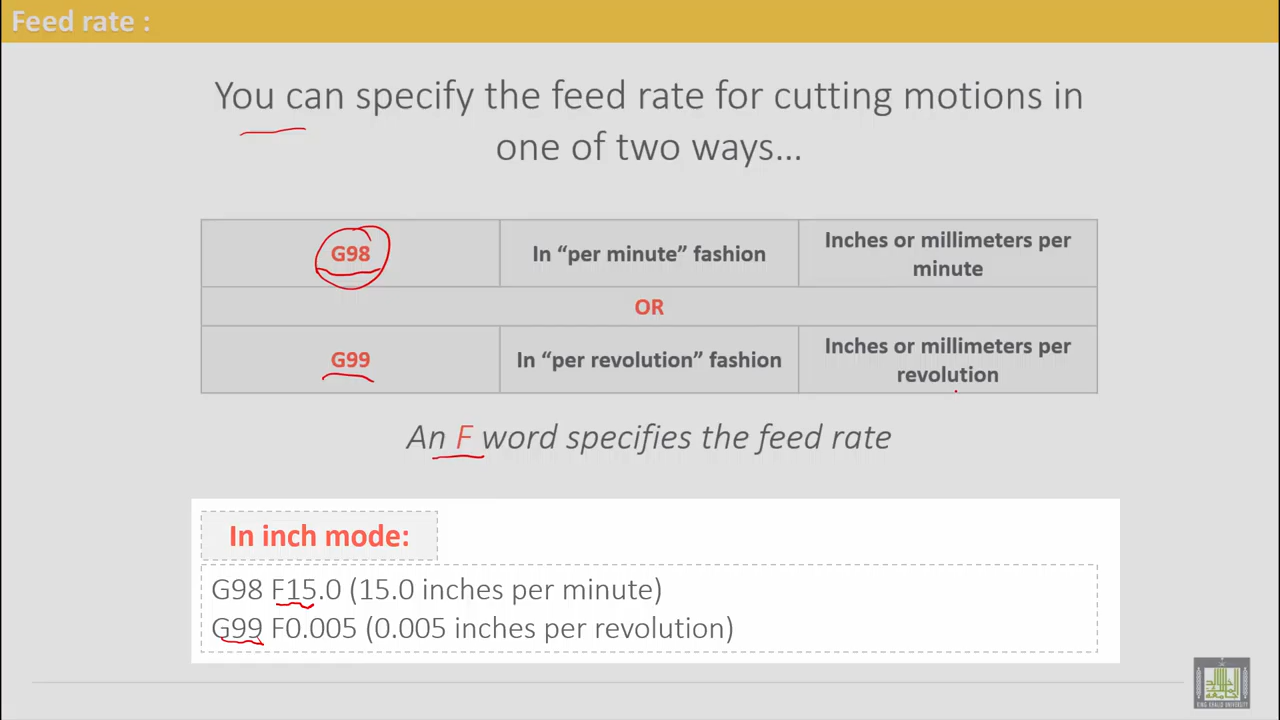 Feed rate :
You can specify the feed rate for cutting motions in
one of two ways...
G98
In “per minute” fashion
Inches or millimeters per
minute
OR
G99
In “per revolution” fashion
Inches or millimeters per
revolution
An F word specifies the feed rate
In inch mode:
G98 F15.0 (15.0 inches per minute)
G99 F0.005 (0.005 inches per revolution)
KING KHALID UNIVERSITY